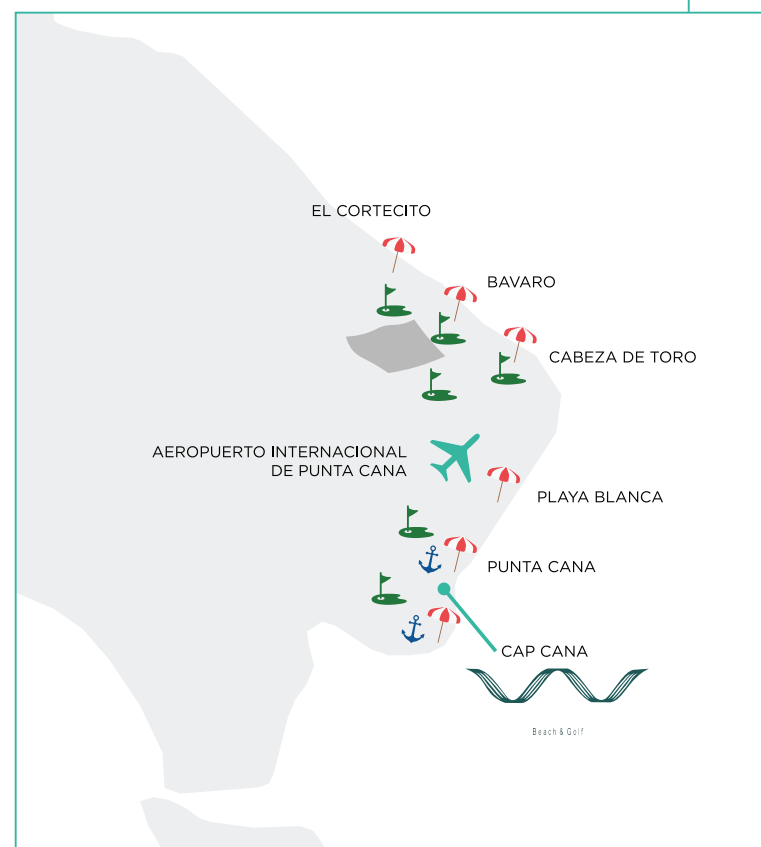 EL CORTECITO
BAVARO
CABEZA DE TORO
AEROPUERTO INTERNACIONAL
DE PUNTA CANA
PLAYA BLANCA
PUNTA CANA
CAP CANA
Beach & Golf